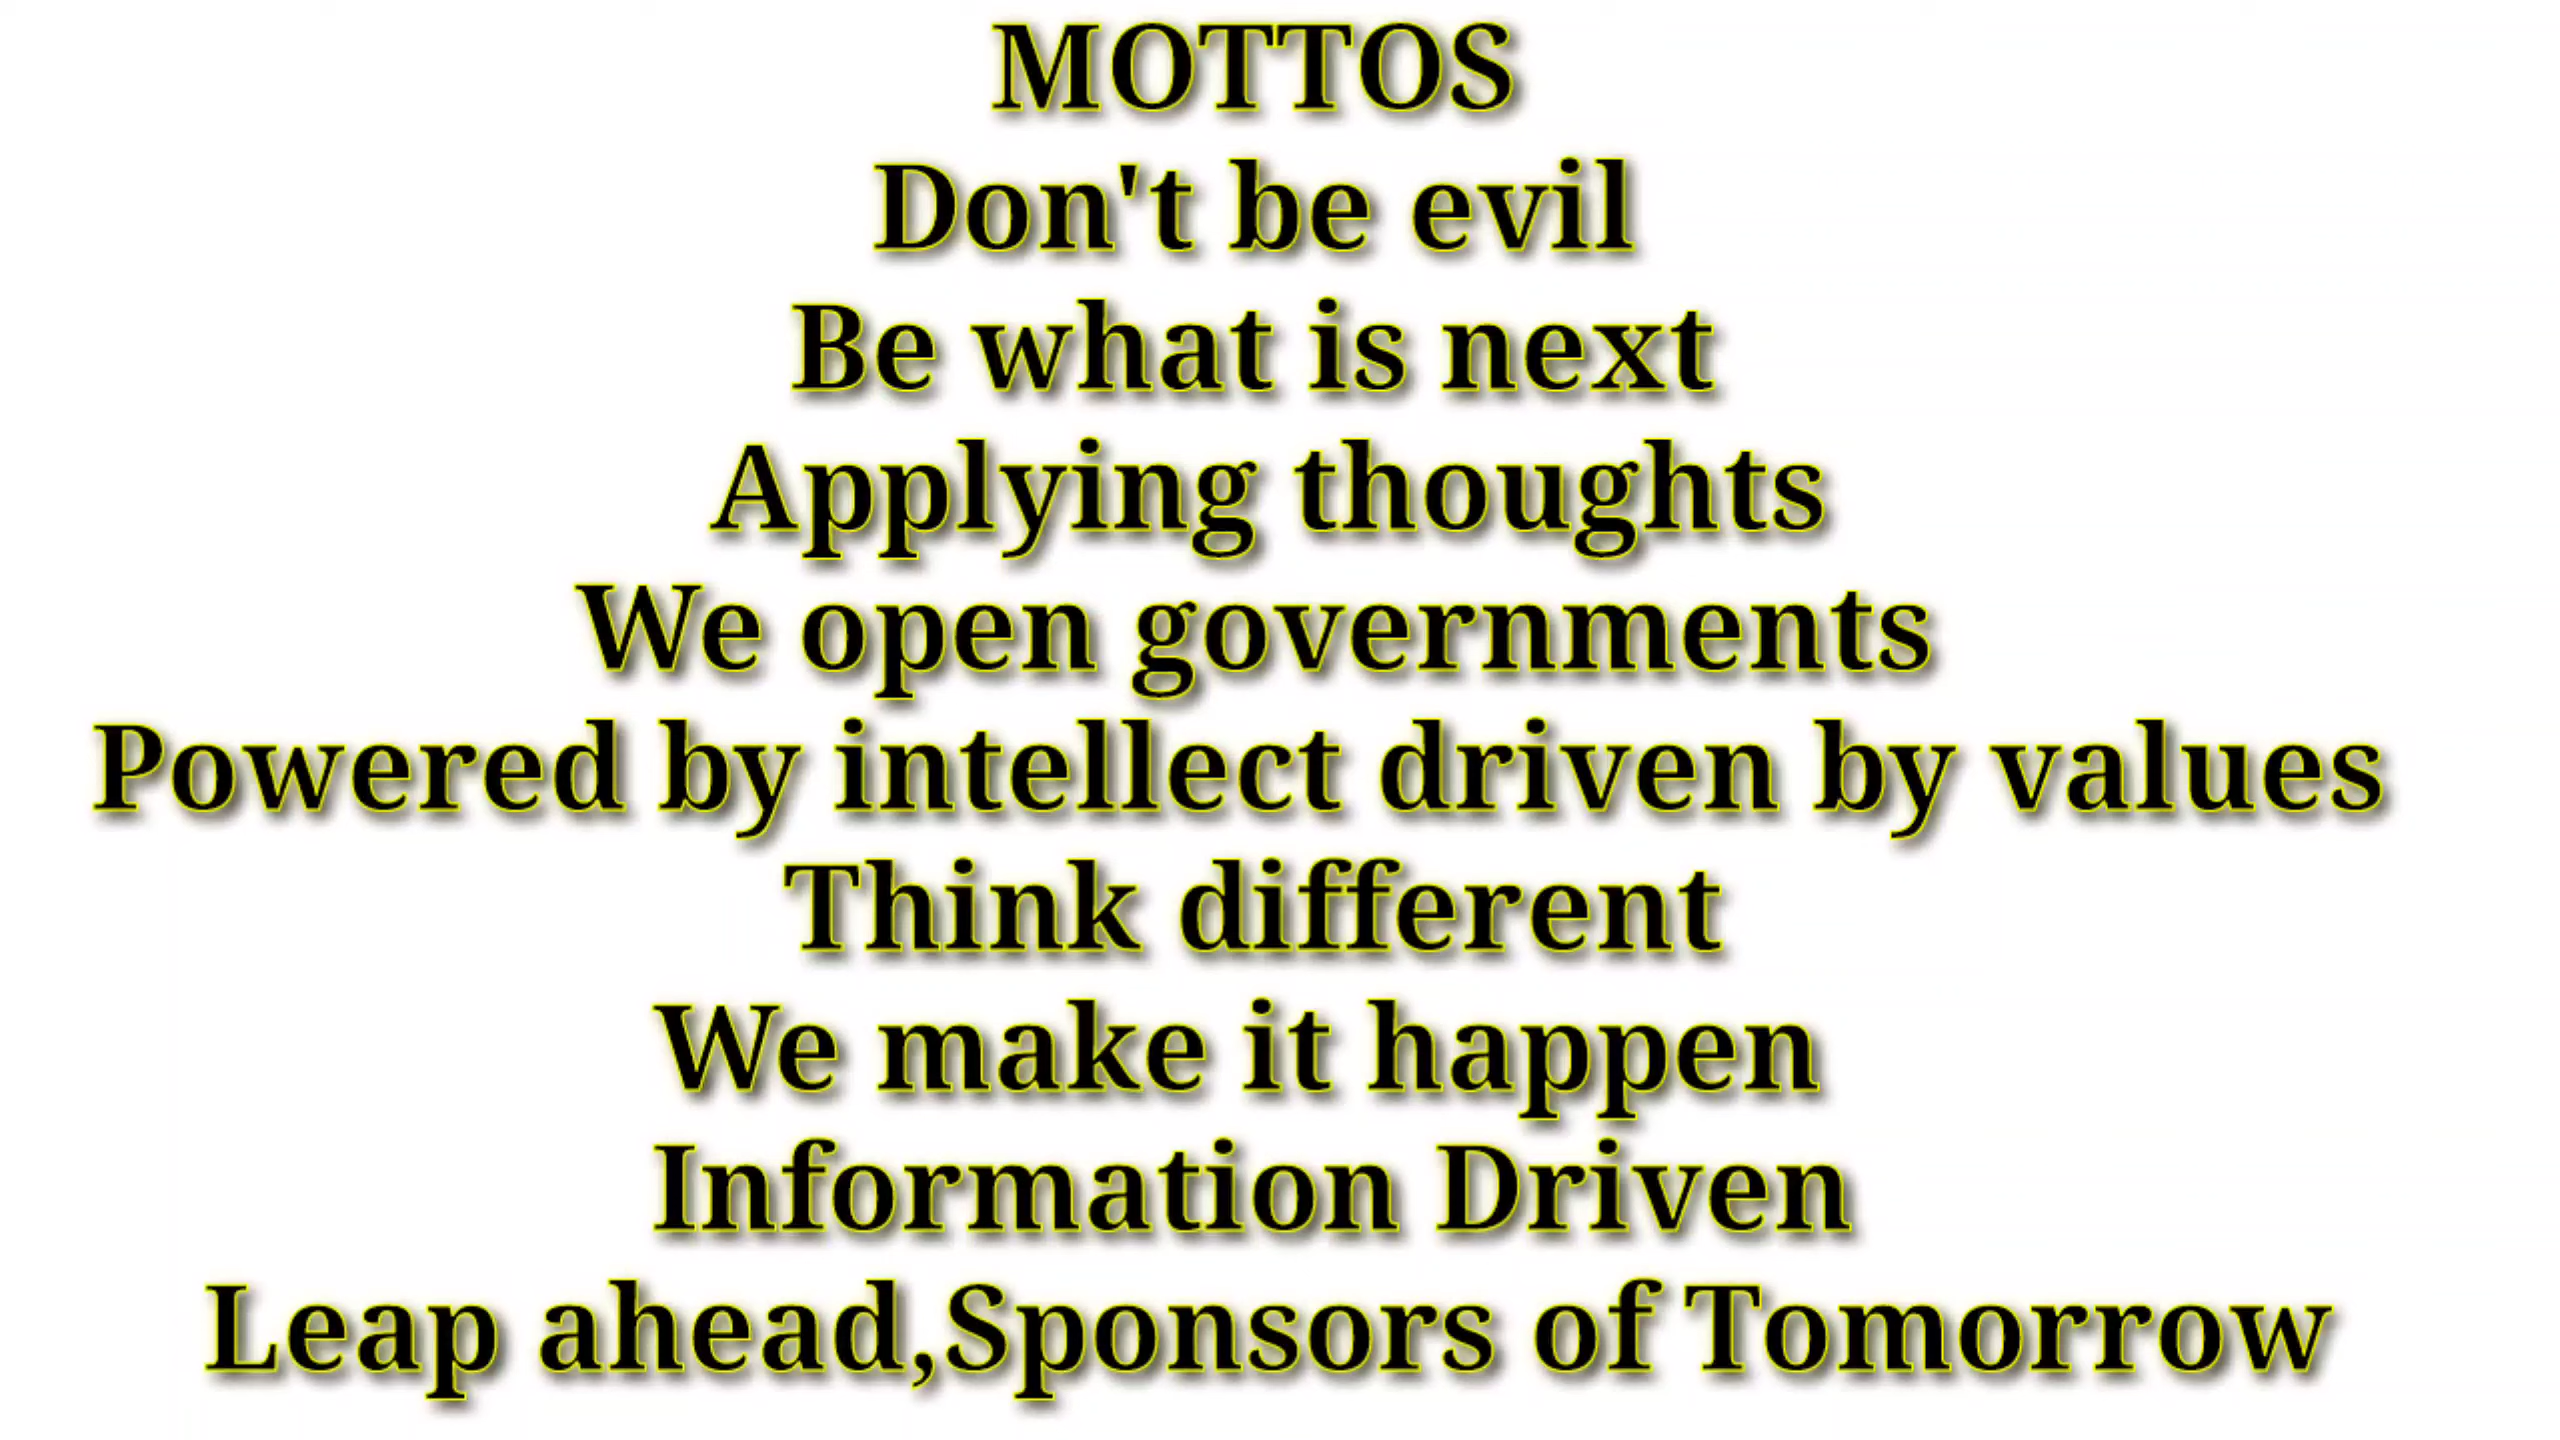 MOTTOS
Don't be evil
Be what is next
Applying thoughts
We open governments
Powered by intellect driven by values
Think different
We make it happen
Information Driven
Leap ahead,Sponsors of Tomorrow